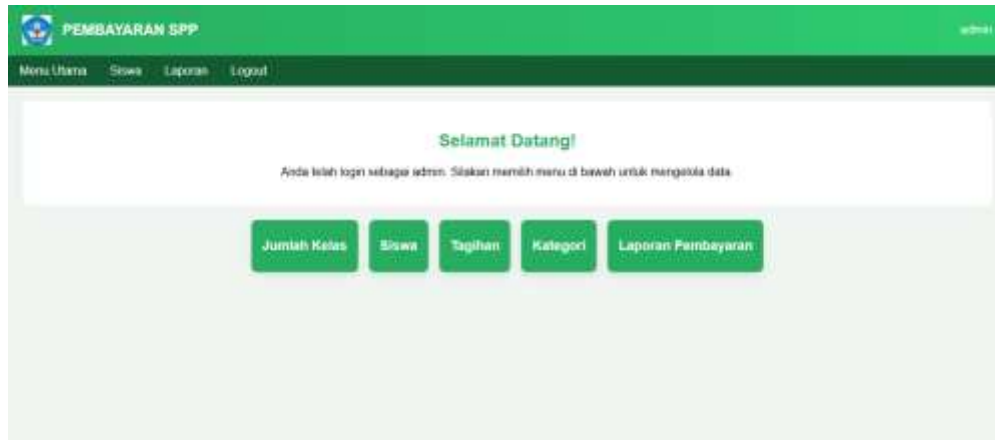 PEMBAYARAN SPP
admin
Menu Utama Siswa Laporan Logout
Selamat Datang!
Anda telah login sebagai admin. Silakan memilih menu di bawah untuk mengelola data.
Jumlah Kelas Siswa Tagihan Kategori Laporan Pembayaran